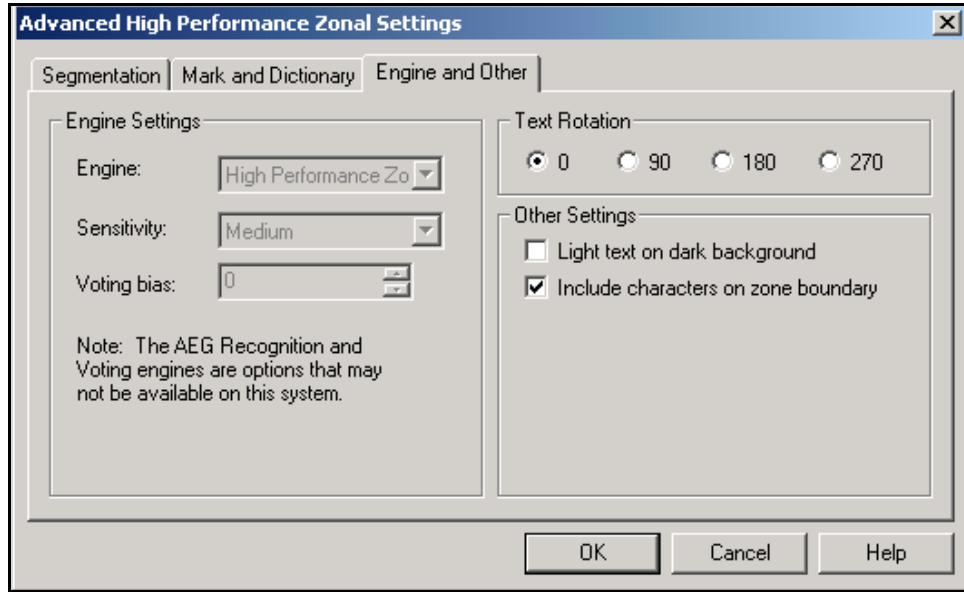 Advanced High Performance Zonal Settings
Segmentation Mark and Dictionary Engine and Other
Engine Settings
Engine: High Performance Zo
Sensitivity: Medium
Voting bias: 0
Note: The AEG Recognition and
Voting engines are options that may
not be available on this system.
Text Rotation
0 90 180 270
Other Settings
Light text on dark background
Include characters on zone boundary
OK Cancel Help